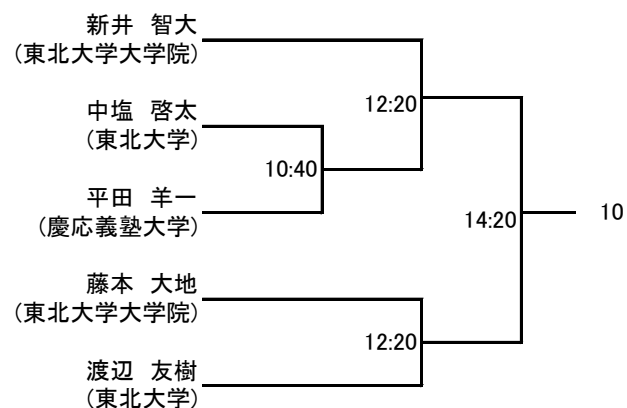 新井 智大
(東北大学大学院)
12:20
中塩 啓太
(東北大学)
10:40
平田 羊一
(慶応義塾大学)
14:20
10
藤本 大地
(東北大学大学院)
12:20
渡辺 友樹
(東北大学)